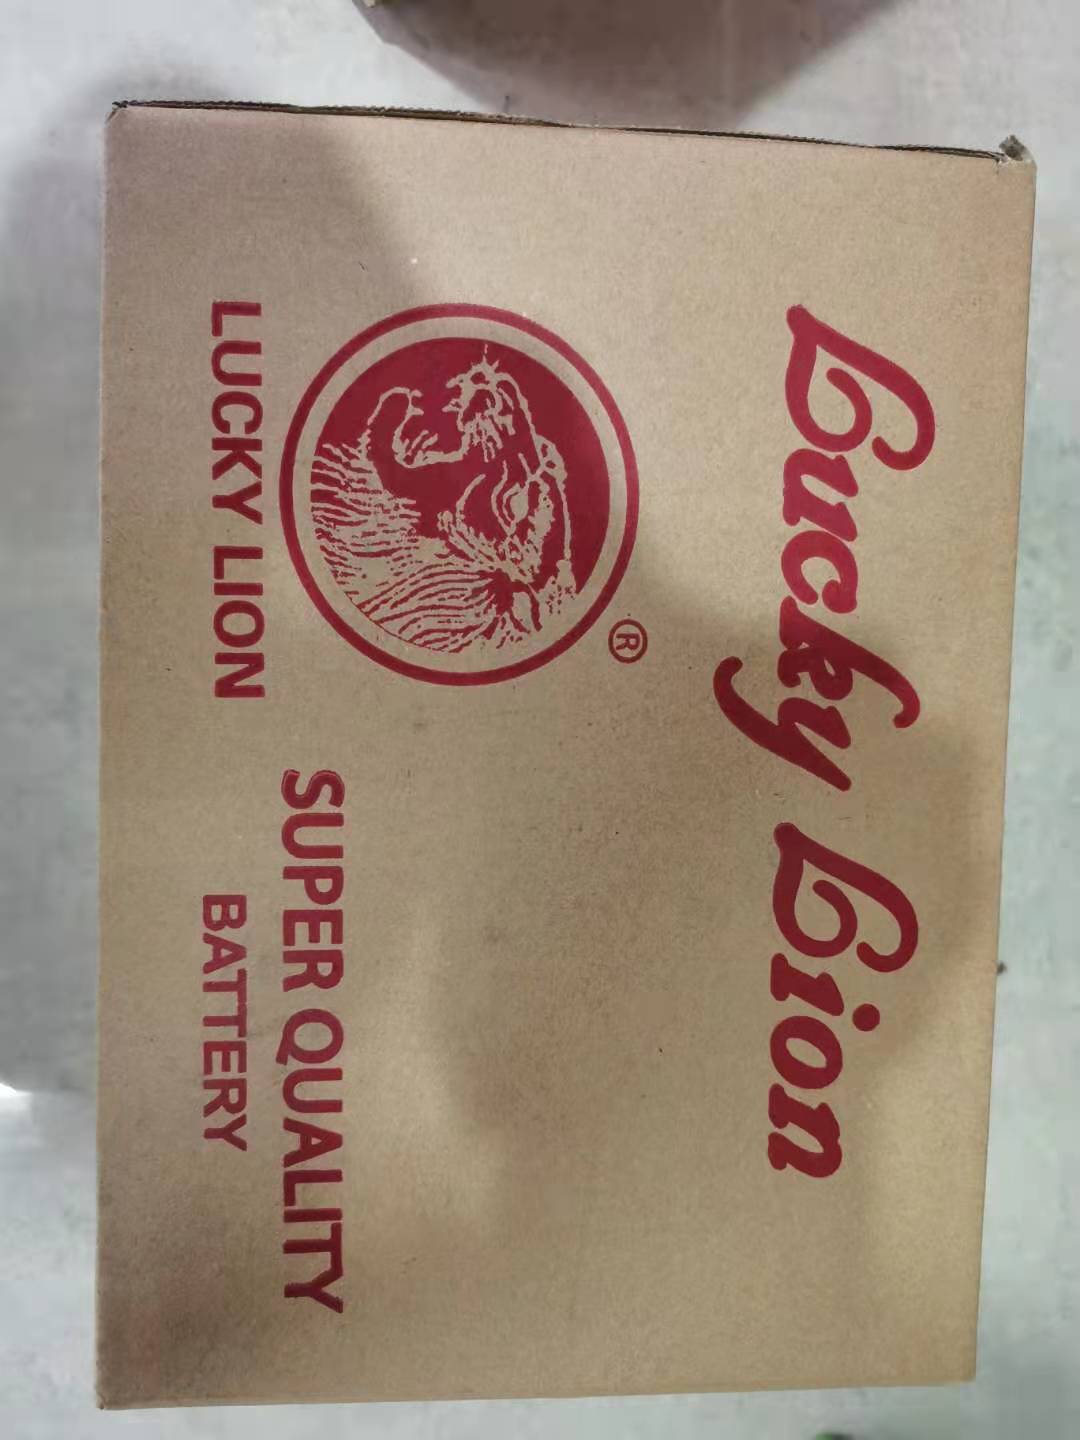 Lucky Lion
®
LUCKY LION
SUPER QUALITY
BATTERY